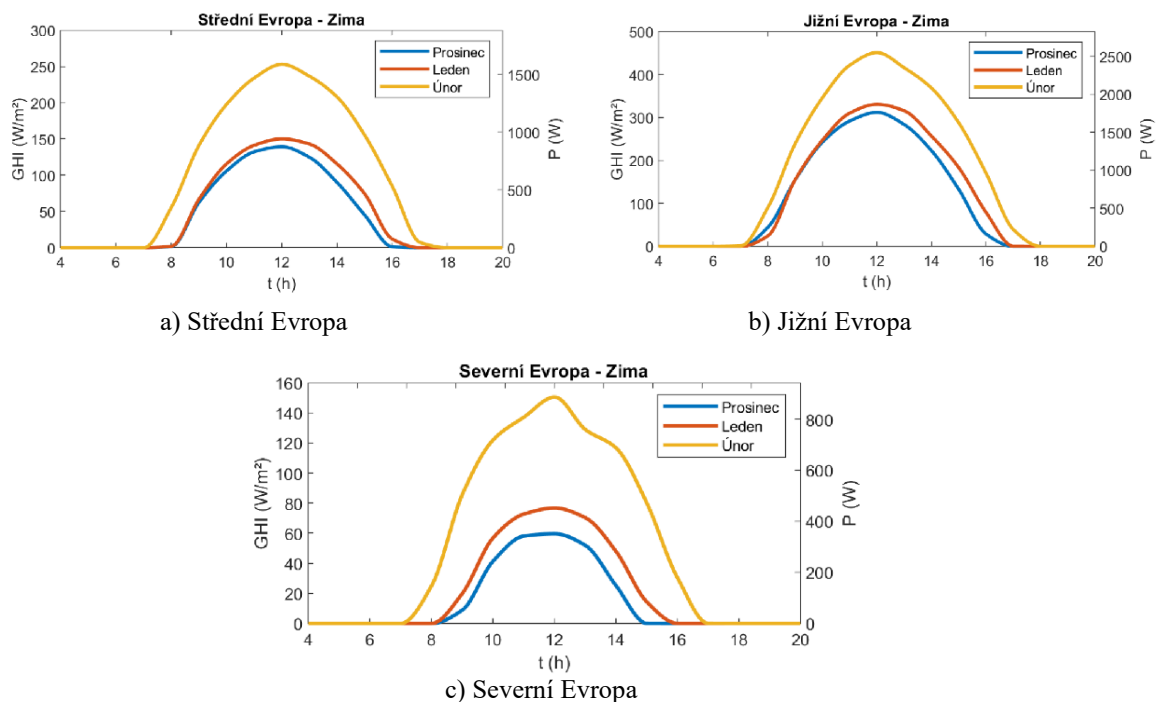 Střední Evropa - Zima
300
250
200
150
100
50
0
GHI (W/m²)
1500
1000
500
0
P (W)
Prosinec
Leden
Únor
4 6 8 10 12 14 16 18 20
t (h)
a) Střední Evropa
Jižní Evropa - Zima
500
400
300
200
100
0
GHI (W/m²)
2500
2000
1500
1000
500
0
P (W)
Prosinec
Leden
Únor
4 6 8 10 12 14 16 18 20
t (h)
b) Jižní Evropa
Severní Evropa - Zima
160
140
120
100
80
60
40
20
0
GHI (W/m²)
800
600
400
200
0
P (W)
Prosinec
Leden
Únor
4 6 8 10 12 14 16 18 20
t (h)
c) Severní Evropa